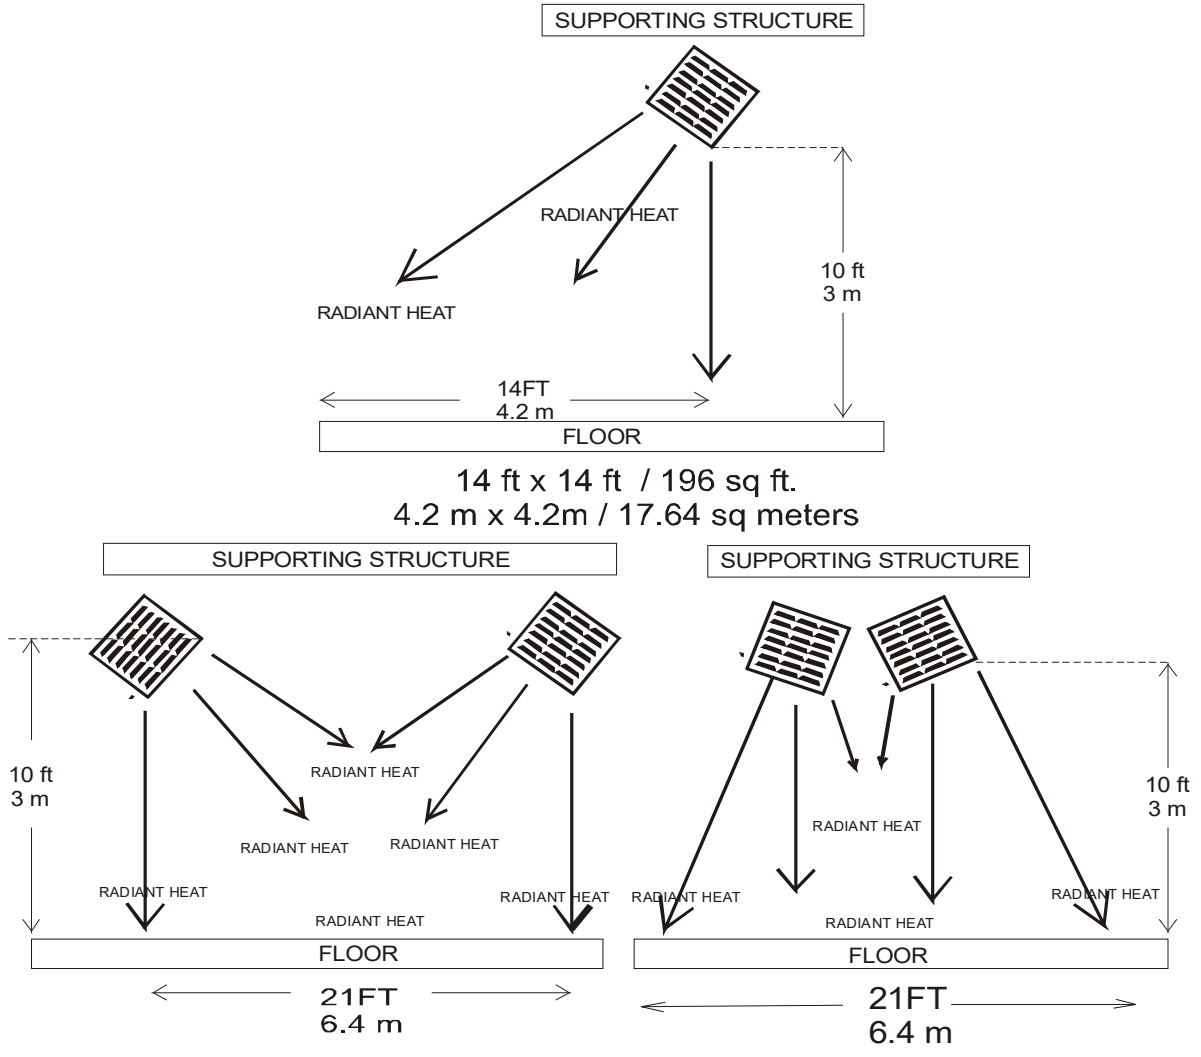 SUPPORTING STRUCTURE
RADIANT HEAT
10 ft
3 m
RADIANT HEAT
14FT
4.2 m
FLOOR
14 ft x 14 ft / 196 sq ft.
4.2 m x 4.2m / 17.64 sq meters
SUPPORTING STRUCTURE
10 ft
3 m
RADIANT HEAT
RADIANT HEAT
RADIANT HEAT
RADIANT HEAT
RADIANT HEAT
RADIANT HEAT
FLOOR
21FT
6.4 m
SUPPORTING STRUCTURE
10 ft
3 m
RADIANT HEAT
RADIANT HEAT
RADIANT HEAT
RADIANT HEAT
FLOOR
21FT
6.4 m